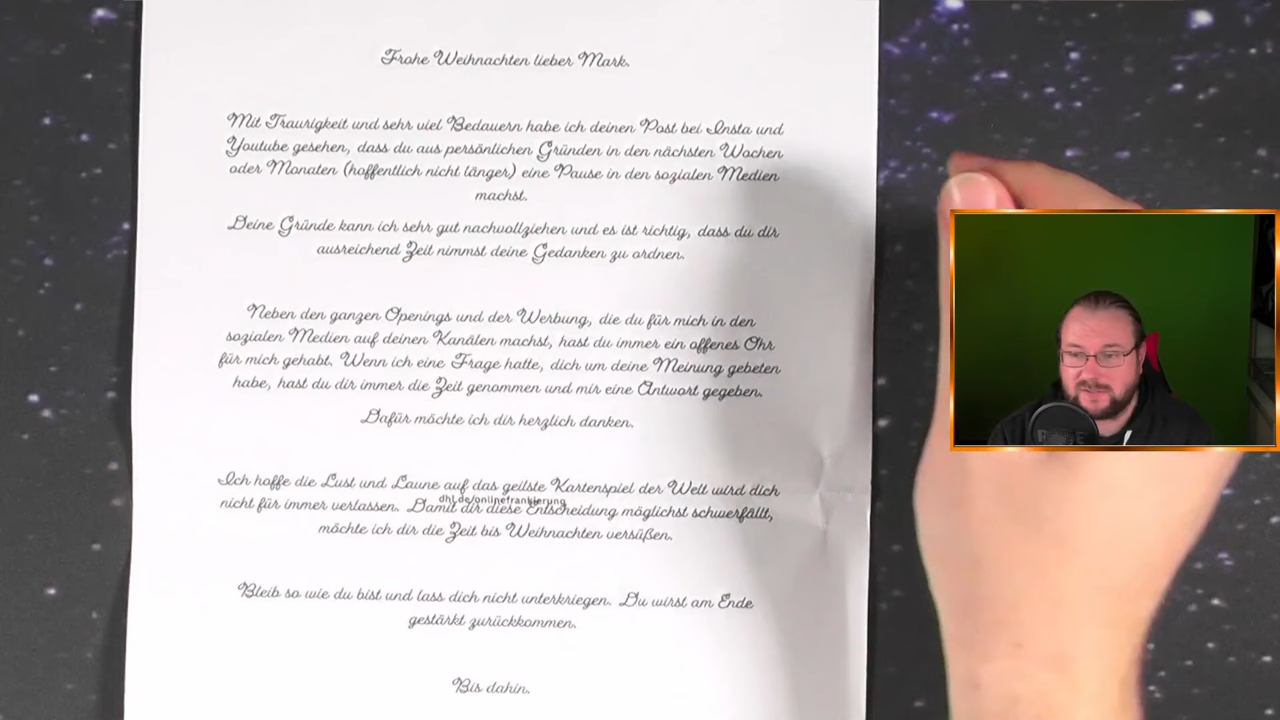 Frohe Weihnachten lieber Mark.
Mit Traurigkeit und sehr viel Bedauern habe ich deinen Post bei Insta und
Youtube gesehen, dass du aus persönlichen Gründen in den nächsten Wochen
oder Monaten (hoffentlich nicht länger) eine Pause in den sozialen Medien
machst.
Deine Gründe kann ich sehr gut nachvollziehen und es ist richtig, dass du dir
ausreichend Zeit nimmst deine Gedanken zu ordnen.
Neben den ganzen Openings und der Werbung, die du für mich in den
sozialen Medien auf deinen Kanälen machst, hast du immer ein offenes Ohr
für mich gehabt. Wenn ich eine Frage hatte, dich um deine Meinung gebeten
habe, hast du dir immer die Zeit genommen und mir eine Antwort gegeben.
Dafür möchte ich dir herzlich danken.
Ich hoffe die Lust und Laune auf das geilste Kartenspiel der Welt wird dich
dhl.de/onlinefrankierung
nicht für immer verlassen. Damit dir diese Entscheidung möglichst schwerfällt,
möchte ich dir die Zeit bis Weihnachten versüßen.
Bleib so wie du bist und lass dich nicht unterkriegen. Du wirst am Ende
gestärkt zurückkommen.
Bis dahin.
RODE